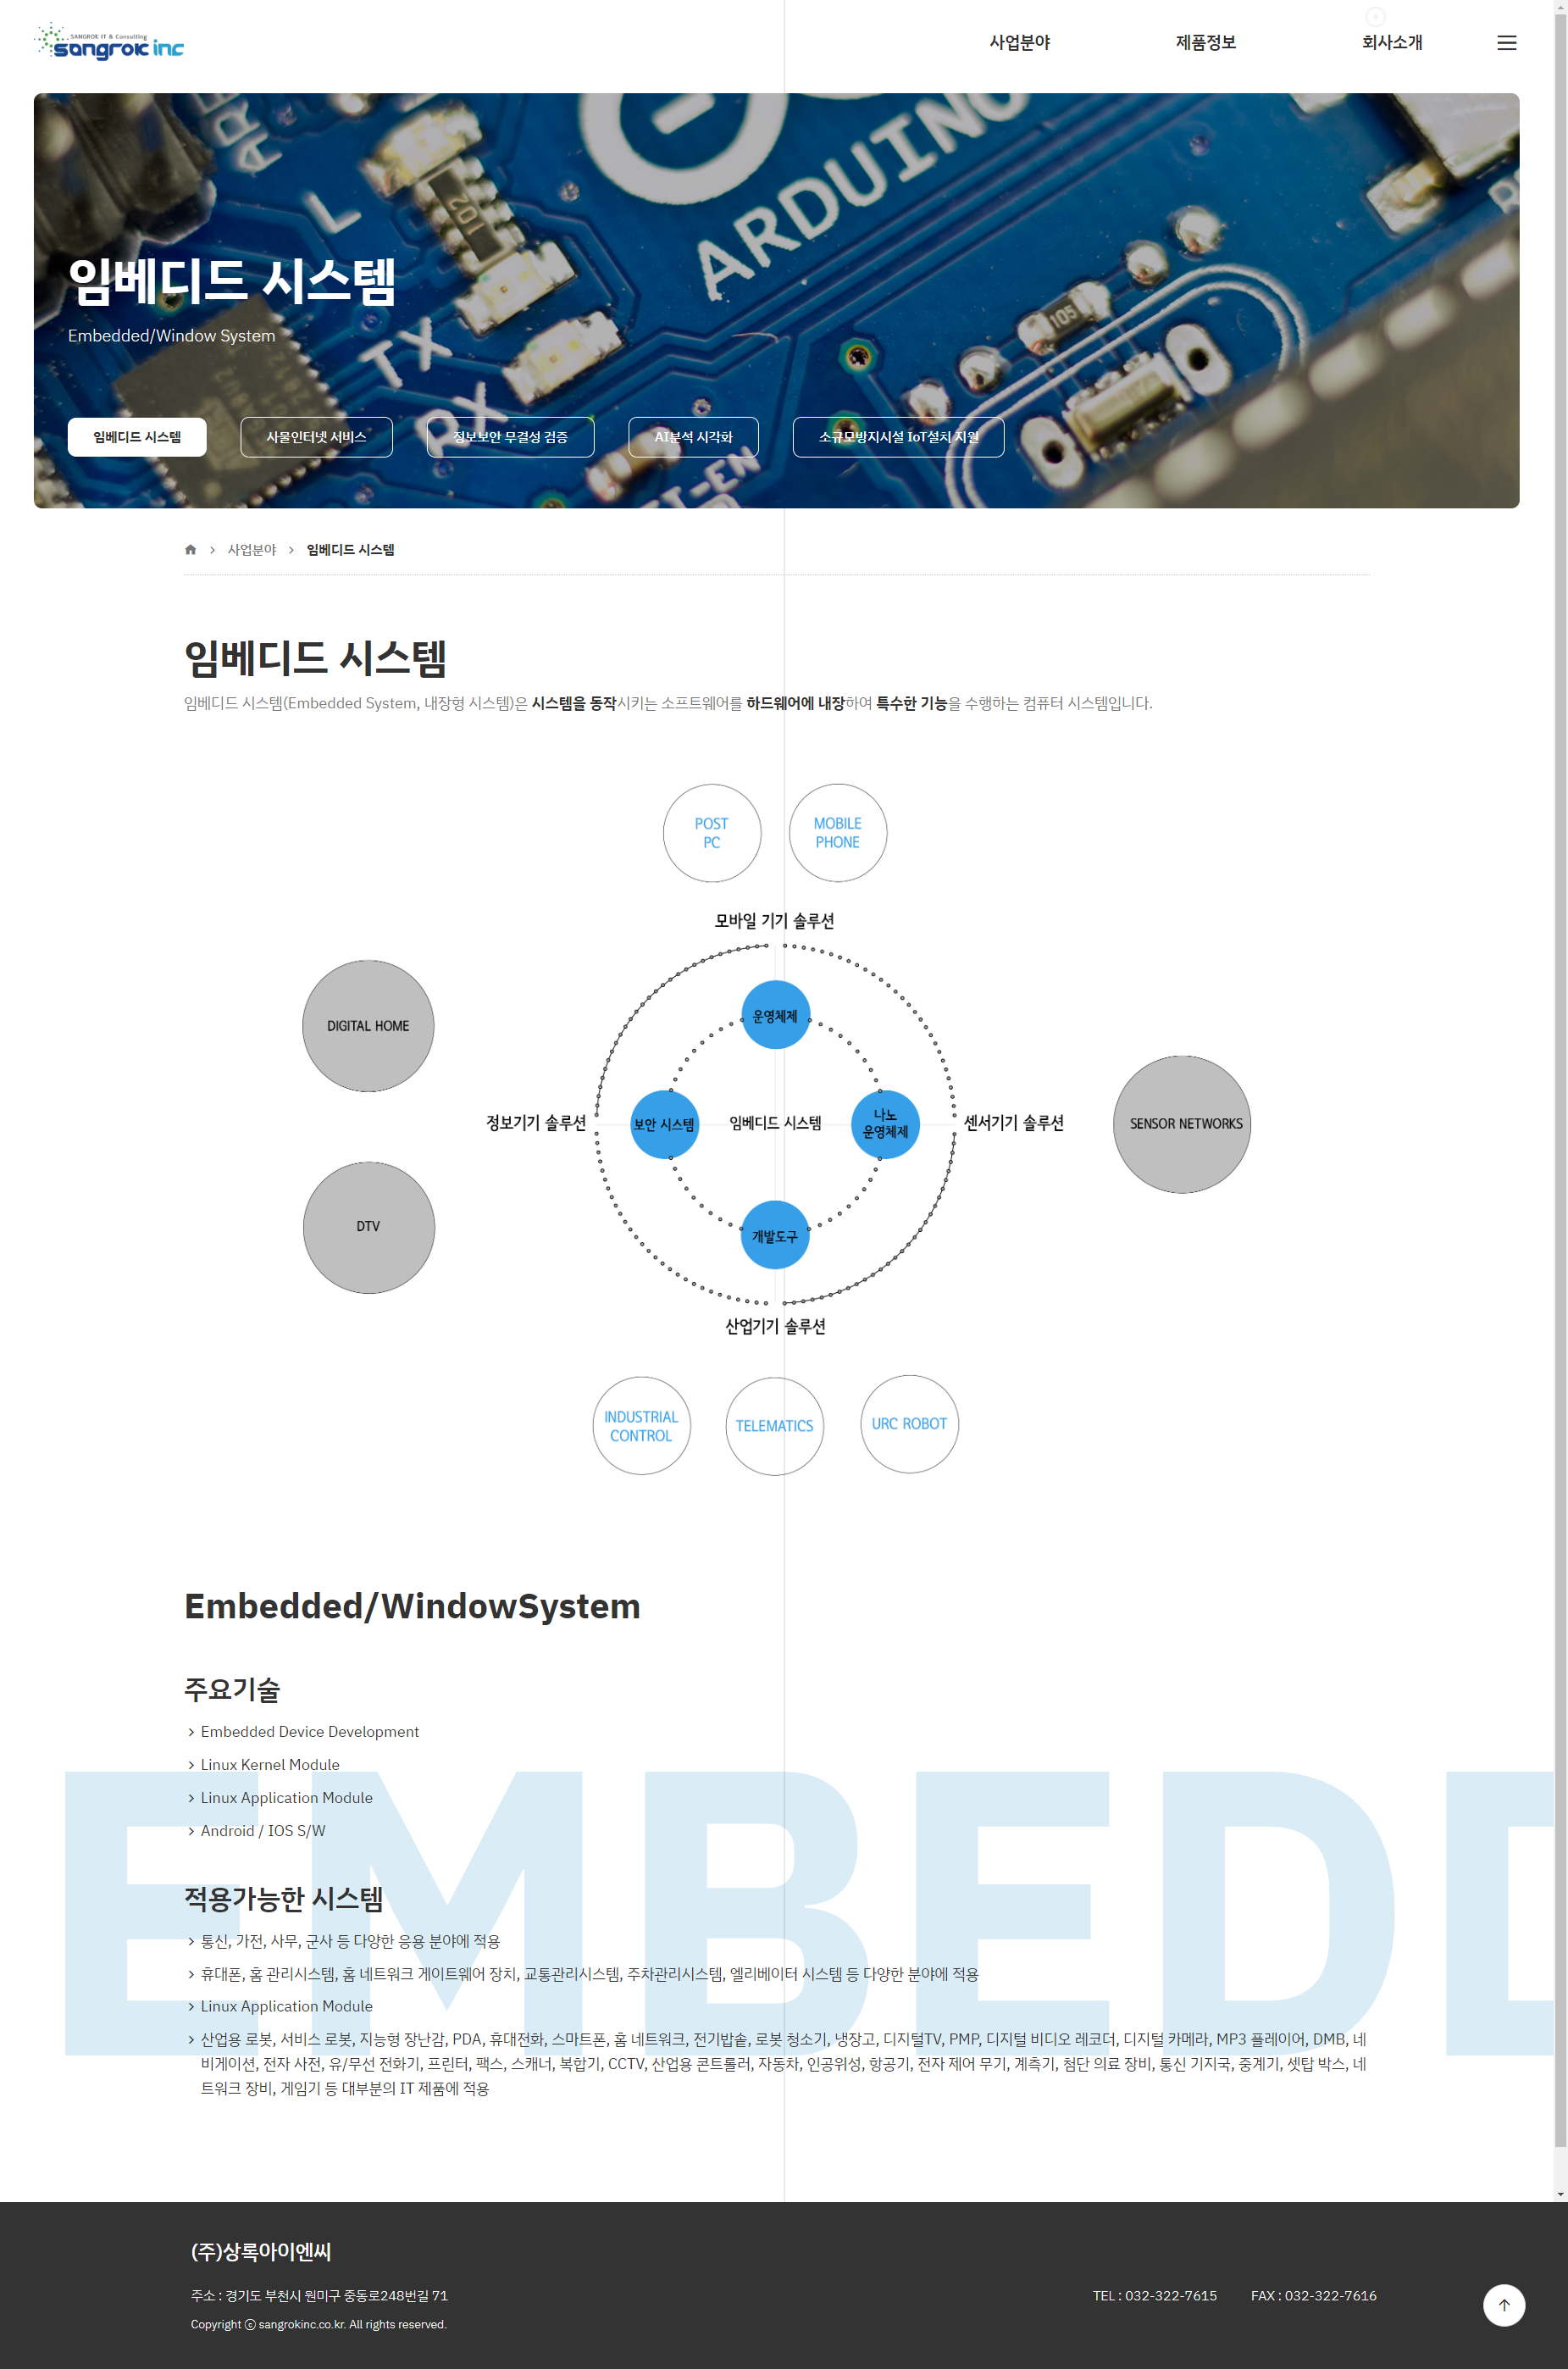 SANGROK IT & Consulting
sangrok inc
사업분야
제품정보
회사소개
ARDUINO
L
TX
102
105
임베디드 시스템
Embedded/Window System
임베디드 시스템
사물인터넷 서비스
정보보안 무결성 검증
AI분석 시각화
소규모방지시설 IoT설치 지원
사업분야
임베디드 시스템
임베디드 시스템
임베디드 시스템(Embedded System, 내장형 시스템)은 시스템을 동작시키는 소프트웨어를 하드웨어에 내장하여 특수한 기능을 수행하는 컴퓨터 시스템입니다.
POST
PC
MOBILE
PHONE
모바일 기기 솔루션
DIGITAL HOME
운영체제
정보기기 솔루션
보안 시스템
임베디드 시스템
나노
운영체제
센서기기 솔루션
SENSOR NETWORKS
DTV
개발도구
산업기기 솔루션
INDUSTRIAL
CONTROL
TELEMATICS
URC ROBOT
Embedded/WindowSystem
주요기술
Embedded Device Development
Linux Kernel Module
Linux Application Module
Android / IOS S/W
EMBEDD
적용가능한 시스템
통신, 가전, 사무, 군사 등 다양한 응용 분야에 적용
휴대폰, 홈 관리시스템, 홈 네트워크 게이트웨어 장치, 교통관리시스템, 주차관리시스템, 엘리베이터 시스템 등 다양한 분야에 적용
Linux Application Module
산업용 로봇, 서비스 로봇, 지능형 장난감, PDA, 휴대전화, 스마트폰, 홈 네트워크, 전기밥솥, 로봇 청소기, 냉장고, 디지털TV, PMP, 디지털 비디오 레코더, 디지털 카메라, MP3 플레이어, DMB, 네
비게이션, 전자 사전, 유/무선 전화기, 프린터, 팩스, 스캐너, 복합기, CCTV, 산업용 콘트롤러, 자동차, 인공위성, 항공기, 전자 제어 무기, 계측기, 첨단 의료 장비, 통신 기지국, 중계기, 셋탑 박스, 네
트워크 장비, 게임기 등 대부분의 IT 제품에 적용
(주)상록아이엔씨
주소 : 경기도 부천시 원미구 중동로248번길 71
TEL : 032-322-7615
FAX : 032-322-7616
Copyright ⓒ sangrokinc.co.kr. All rights reserved.